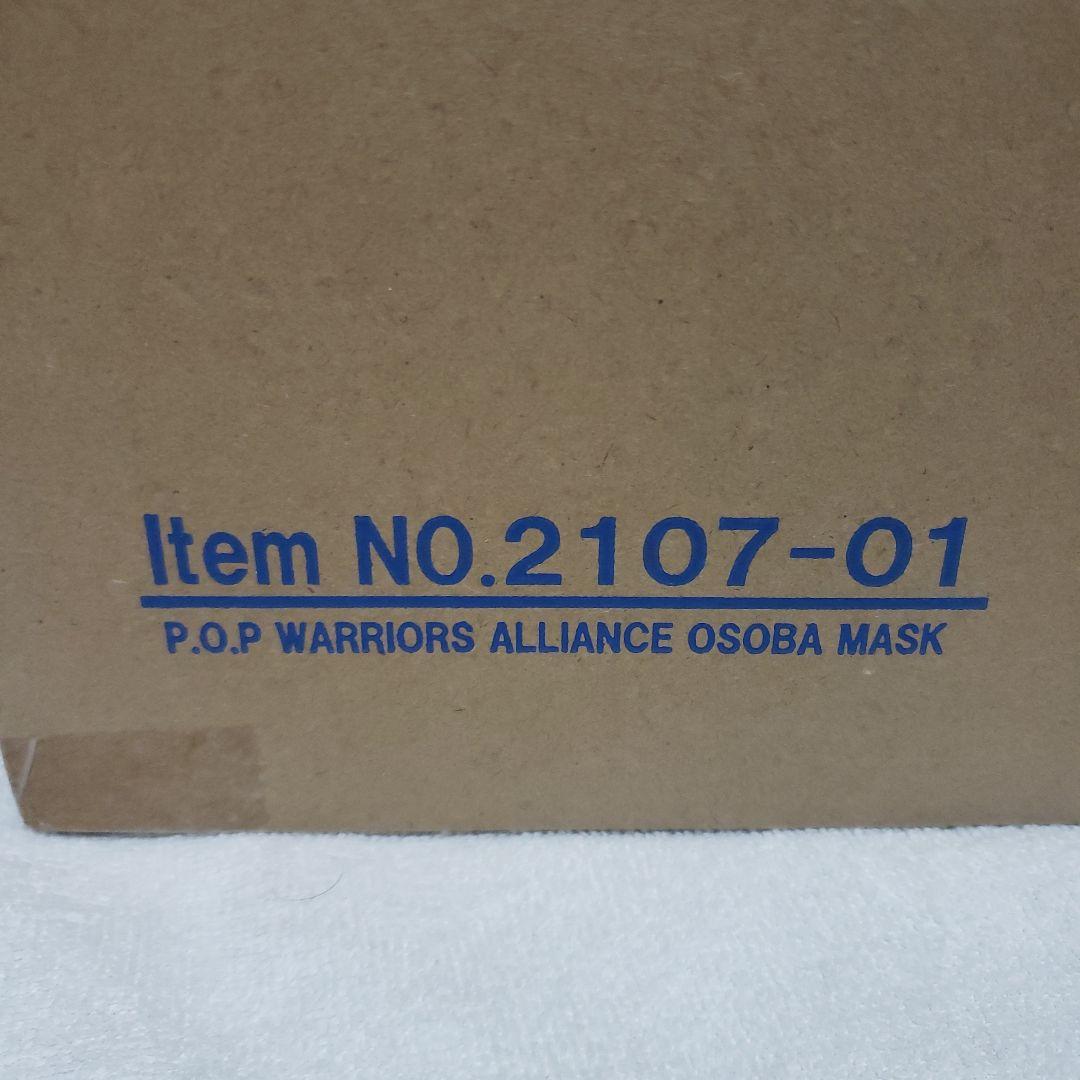 Item NO.2107-01
P.O.P WARRIORS ALLIANCE OSOBA MASK